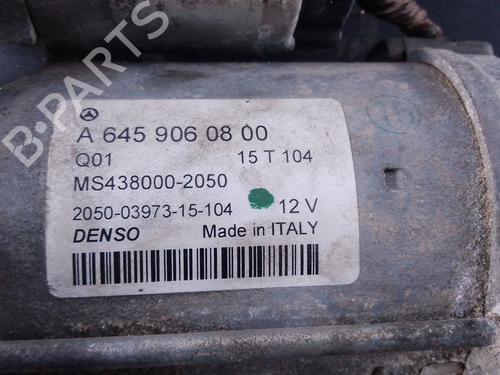 B-PARTS
A 645 906 08 00
Q01 15 T 104
MS438000-2050
2050-03973-15-104 12 V
DENSO Made in ITALY